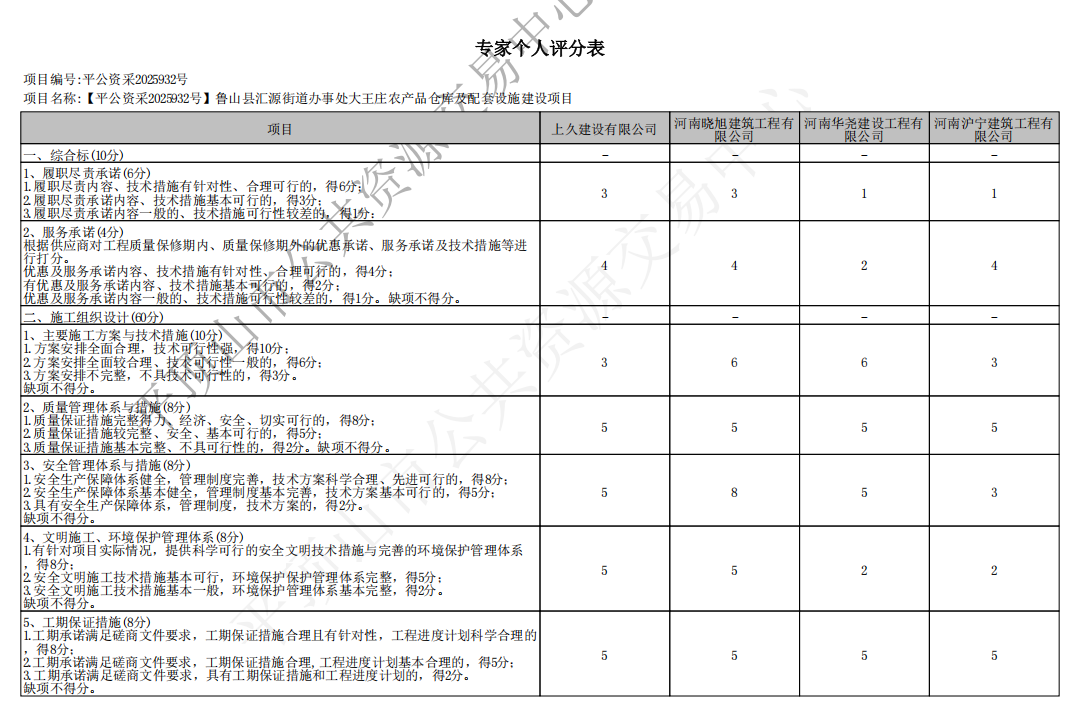 专家个人评分表
项目编号:平公资采2025932号
项目名称:【平公资采2025932号】鲁山县汇源街道办事处大王庄农产品仓库及配套设施建设项目
项目 上久建设有限公司 河南晓旭建筑工程有限公司 河南华尧建设工程有限公司 河南沪宁建筑工程有限公司
一、综合标(10分) - - - -
1、履职尽责承诺(6分)
1.履职尽责内容、技术措施有针对性、合理可行的，得6分；
2.履职尽责承诺内容、技术措施基本可行的，得3分；
3.履职尽责承诺内容一般的、技术措施可行性较差的，得1分；
3 3 1 1
2、服务承诺(4分)
根据供应商对工程质量保修期内、质量保修期外的优惠承诺、服务承诺及技术措施等进
行打分。
优惠及服务承诺内容、技术措施有针对性、合理可行的，得4分；
有优惠及服务承诺内容、技术措施基本可行的，得2分；
优惠及服务承诺内容一般的、技术措施可行性较差的，得1分。缺项不得分。
4 4 2 4
二、施工组织设计(60分) - - - -
1、主要施工方案与技术措施(10分)
1.方案安排全面合理，技术可行性强，得10分；
2.方案安排全面较合理、技术可行性一般的，得6分；
3.方案安排不完整，不具技术可行性的，得3分。
缺项不得分。
3 6 6 3
2、质量管理体系与措施(8分)
1.质量保证措施完整得力、经济、安全、切实可行的，得8分；
2.质量保证措施较完整、安全、基本可行的，得5分；
3.质量保证措施基本完整、不具可行性的，得2分。缺项不得分。
5 5 5 5
3、安全管理体系与措施(8分)
1.安全生产保障体系健全，管理制度完善，技术方案科学合理、先进可行的，得8分；
2.安全生产保障体系基本健全，管理制度基本完善，技术方案基本可行的，得5分；
3.具有安全生产保障体系，管理制度，技术方案的，得2分。
缺项不得分。
5 8 5 3
4、文明施工、环境保护管理体系(8分)
1.有针对项目实际情况，提供科学可行的安全文明技术措施与完善的环境保护管理体系
，得8分；
2.安全文明施工技术措施基本可行，环境保护保护管理体系完整，得5分；
3.安全文明施工技术措施基本一般，环境保护管理体系基本完整，得2分。
缺项不得分。
5 5 2 2
5、工期保证措施(8分)
1.工期承诺满足磋商文件要求，工期保证措施合理且有针对性，工程进度计划科学合理的
，得8分；
2.工期承诺满足磋商文件要求，工期保证措施合理,工程进度计划基本合理的，得5分；
3.工期承诺满足磋商文件要求，具有工期保证措施和工程进度计划的，得2分。
缺项不得分。
5 5 5 5
平顶山市公共资源交易中心
平顶山市公共资源交易中心